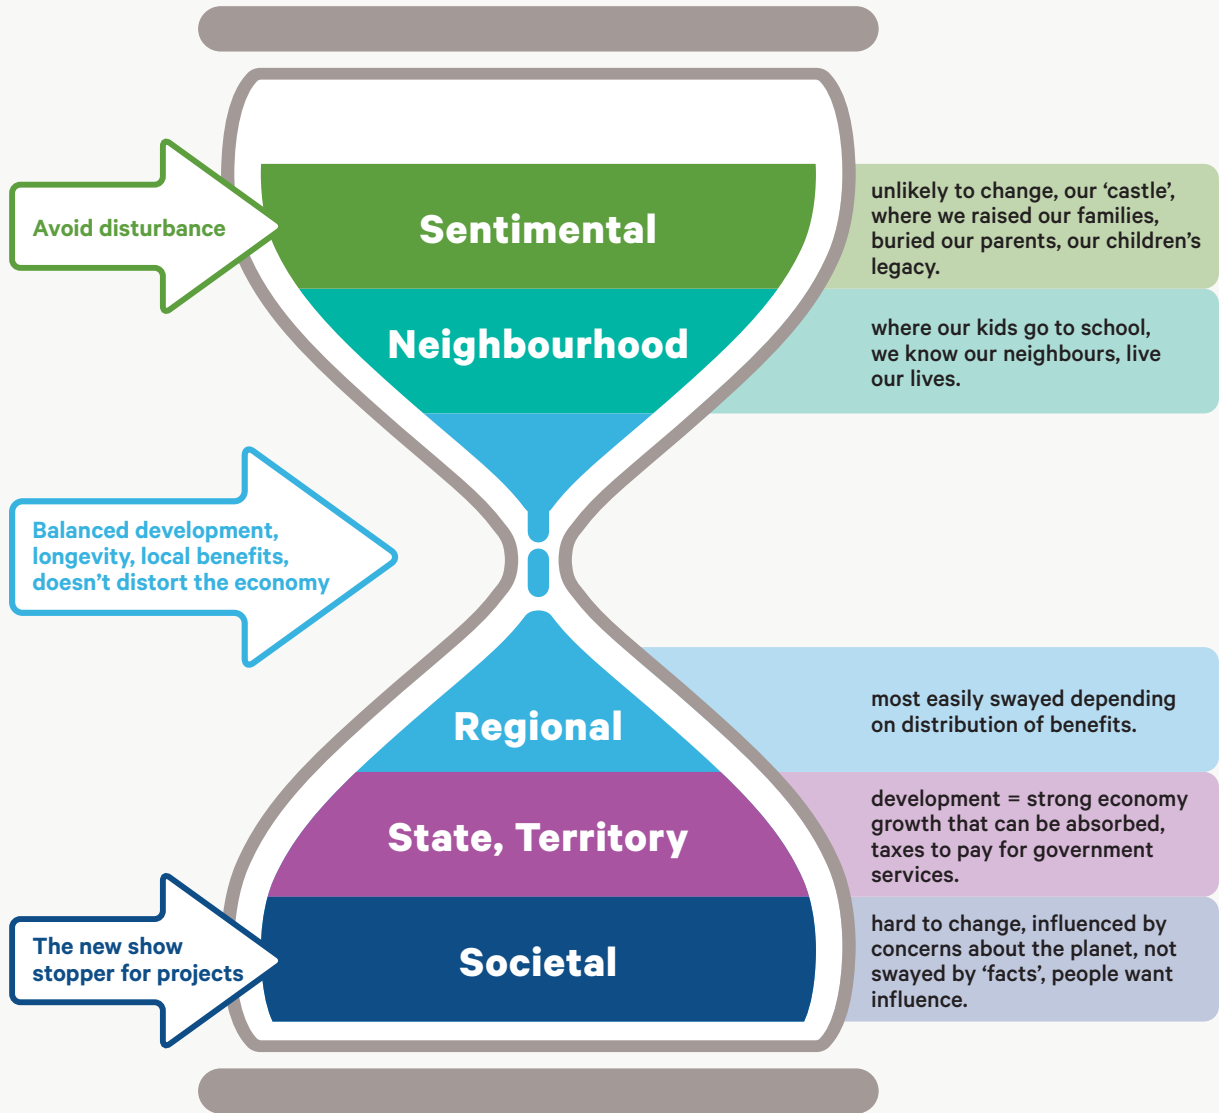 Avoid disturbance
Sentimental
unlikely to change, our ‘castle’,
where we raised our families,
buried our parents, our children’s
legacy.
Neighbourhood
where our kids go to school,
we know our neighbours, live
our lives.
Balanced development,
longevity, local benefits,
doesn’t distort the economy
Regional
most easily swayed depending
on distribution of benefits.
State, Territory
development = strong economy
growth that can be absorbed,
taxes to pay for government
services.
The new show
stopper for projects
Societal
hard to change, influenced by
concerns about the planet, not
swayed by ‘facts’, people want
influence.